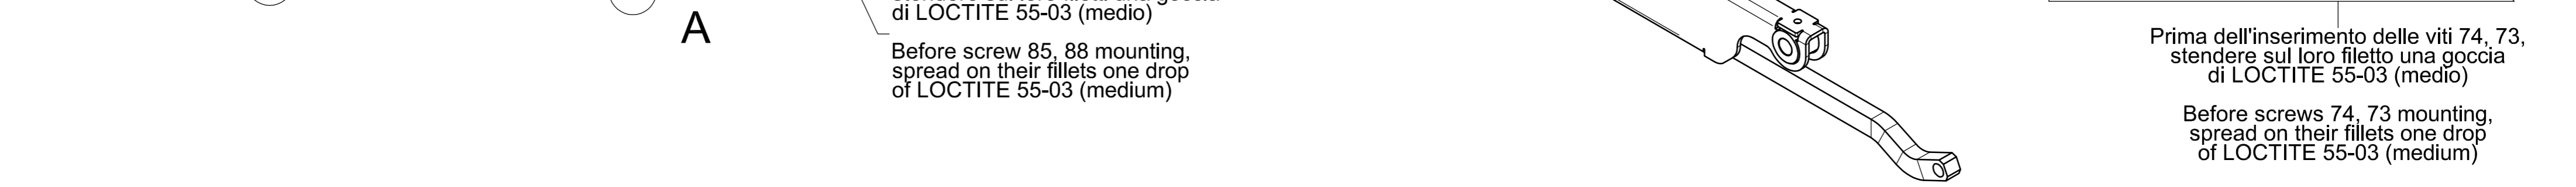 A
di LOCTITE 55-03 (medio)
Before screw 85, 88 mounting,
spread on their fillets one drop
of LOCTITE 55-03 (medium)
Prima dell'inserimento delle viti 74, 73,
stendere sul loro filetto una goccia
di LOCTITE 55-03 (medio)
Before screws 74, 73 mounting,
spread on their fillets one drop
of LOCTITE 55-03 (medium)